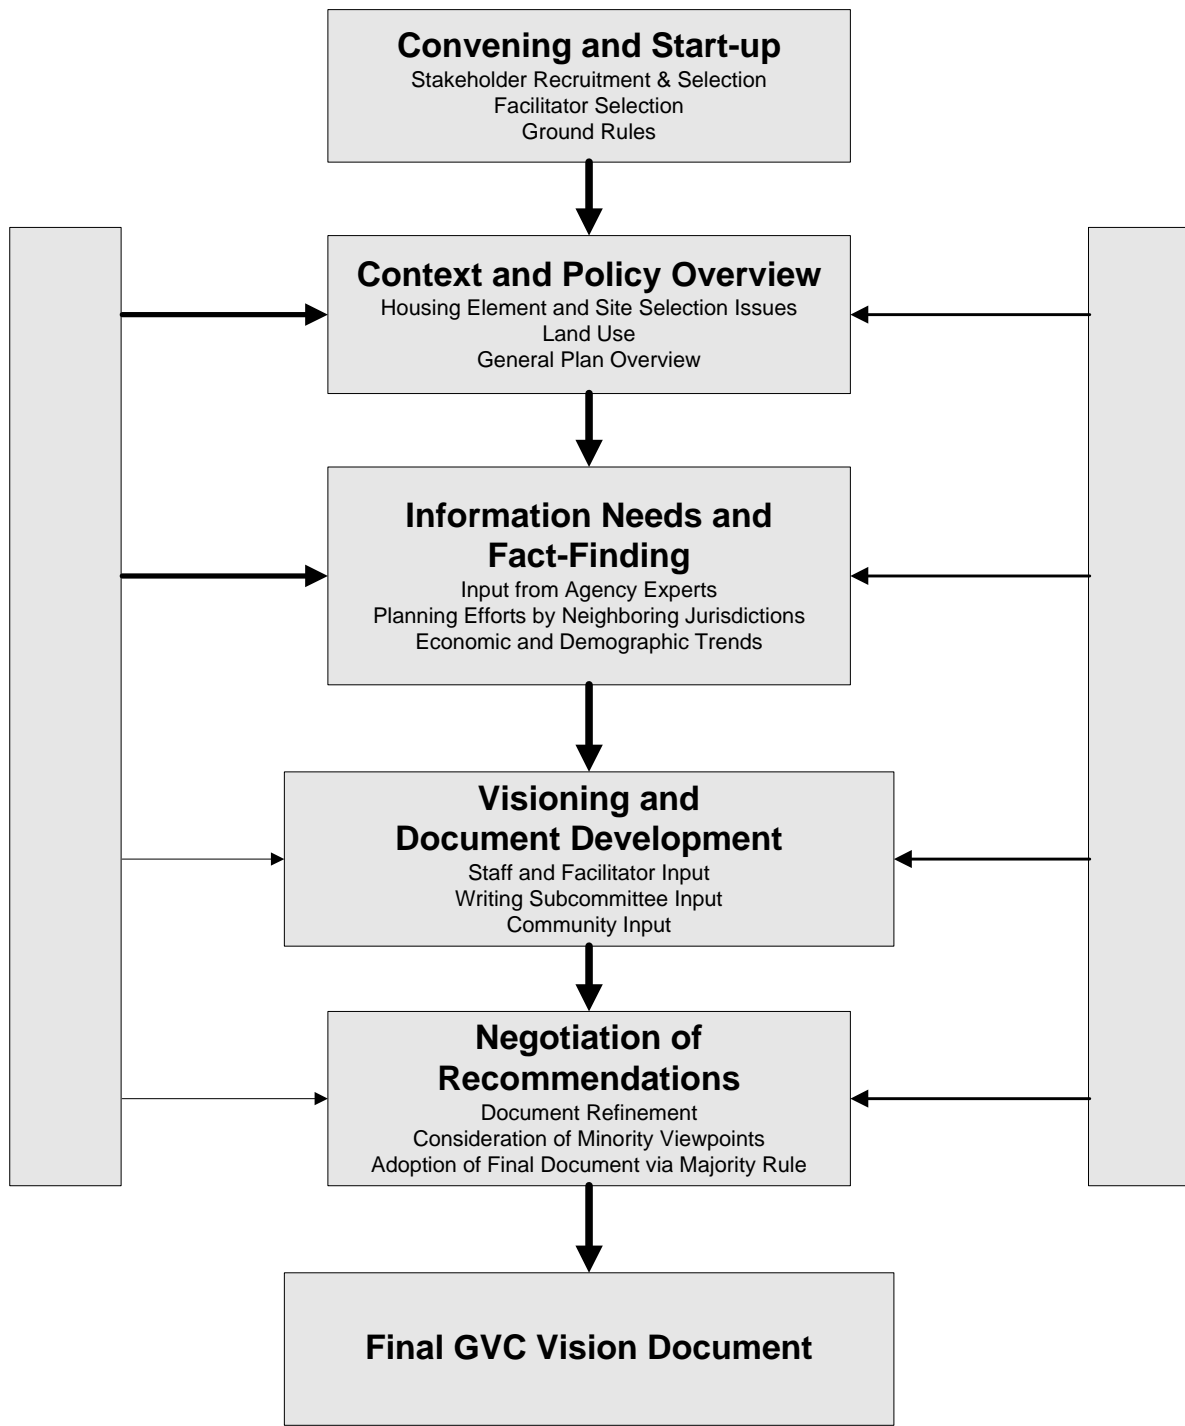 Convening and Start-up
Stakeholder Recruitment & Selection
Facilitator Selection
Ground Rules
Context and Policy Overview
Housing Element and Site Selection Issues
Land Use
General Plan Overview
Information Needs and
Fact-Finding
Input from Agency Experts
Planning Efforts by Neighboring Jurisdictions
Economic and Demographic Trends
Visioning and
Document Development
Staff and Facilitator Input
Writing Subcommittee Input
Community Input
Negotiation of
Recommendations
Document Refinement
Consideration of Minority Viewpoints
Adoption of Final Document via Majority Rule
Final GVC Vision Document